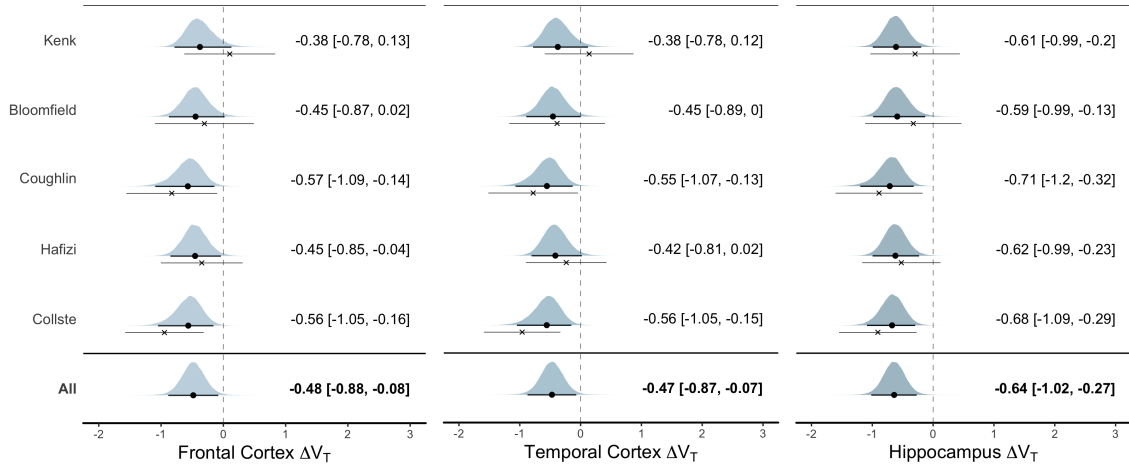 Kenk -0.38 [-0.78, 0.13] -0.38 [-0.78, 0.12] -0.61 [-0.99, -0.2]
Bloomfield -0.45 [-0.87, 0.02] -0.45 [-0.89, 0] -0.59 [-0.99, -0.13]
Coughlin -0.57 [-1.09, -0.14] -0.55 [-1.07, -0.13] -0.71 [-1.2, -0.32]
Hafizi -0.45 [-0.85, -0.04] -0.42 [-0.81, 0.02] -0.62 [-0.99, -0.23]
Collste -0.56 [-1.05, -0.16] -0.56 [-1.05, -0.15] -0.68 [-1.09, -0.29]
All -0.48 [-0.88, -0.08] -0.47 [-0.87, -0.07] -0.64 [-1.02, -0.27]
-2 -1 0 1 2 3 -2 -1 0 1 2 3 -2 -1 0 1 2 3
Frontal Cortex ΔV_T Temporal Cortex ΔV_T Hippocampus ΔV_T